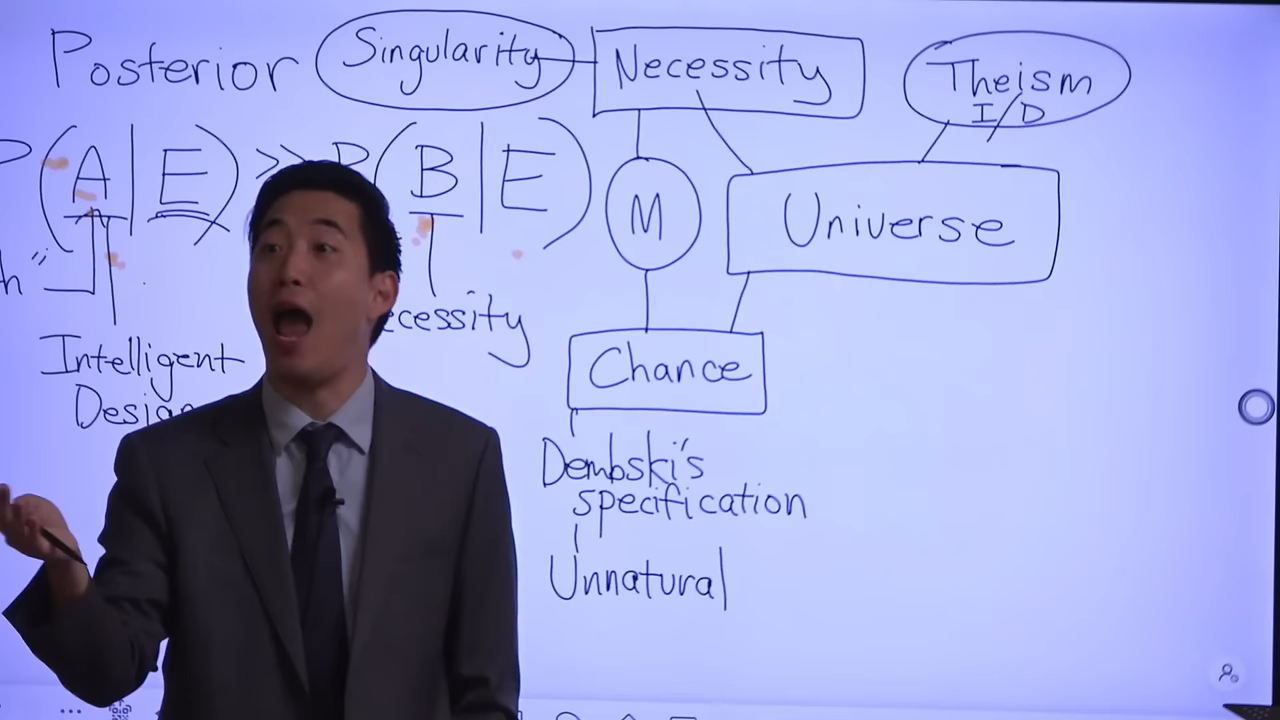 Posterior
Singularity
Necessity
Theism
I/D
P(A|E) >> P(B|E)
M
Universe
Intelligent
Desig
ecessity
Chance
Dembski's
specification
Unnatural